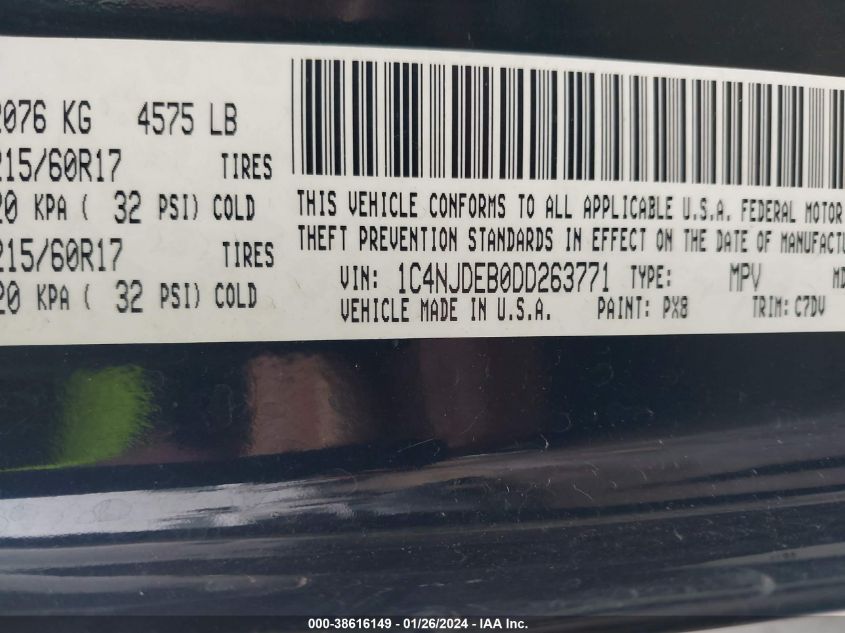 2076 KG 4575 LB
215/60R17 TIRES
20 KPA ( 32 PSI) COLD
215/60R17 TIRES
20 KPA ( 32 PSI) COLD
THIS VEHICLE CONFORMS TO ALL APPLICABLE U.S.A. FEDERAL MOTOR
THEFT PREVENTION STANDARDS IN EFFECT ON THE DATE OF MANUFACTU
VIN: 1C4NJDEB0DD263771 TYPE: MPV MD
VEHICLE MADE IN U.S.A. PAINT: PX8 TRIM: C7DV
000-38616149 - 01/26/2024 - IAA Inc.